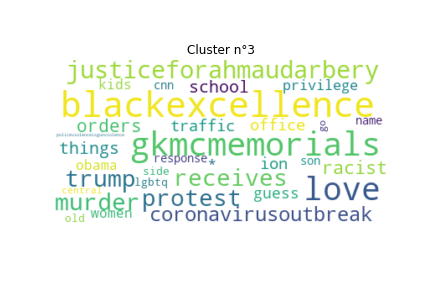 Cluster n°3
justiceforahmaudarbery
kids cnn school privilege
blackexcellence
orders traffic office go name
things gkmcmemorials
obama response * ion son racist
trump side lgbtq receives guess love
central murder protest
old women coronavirusoutbreak